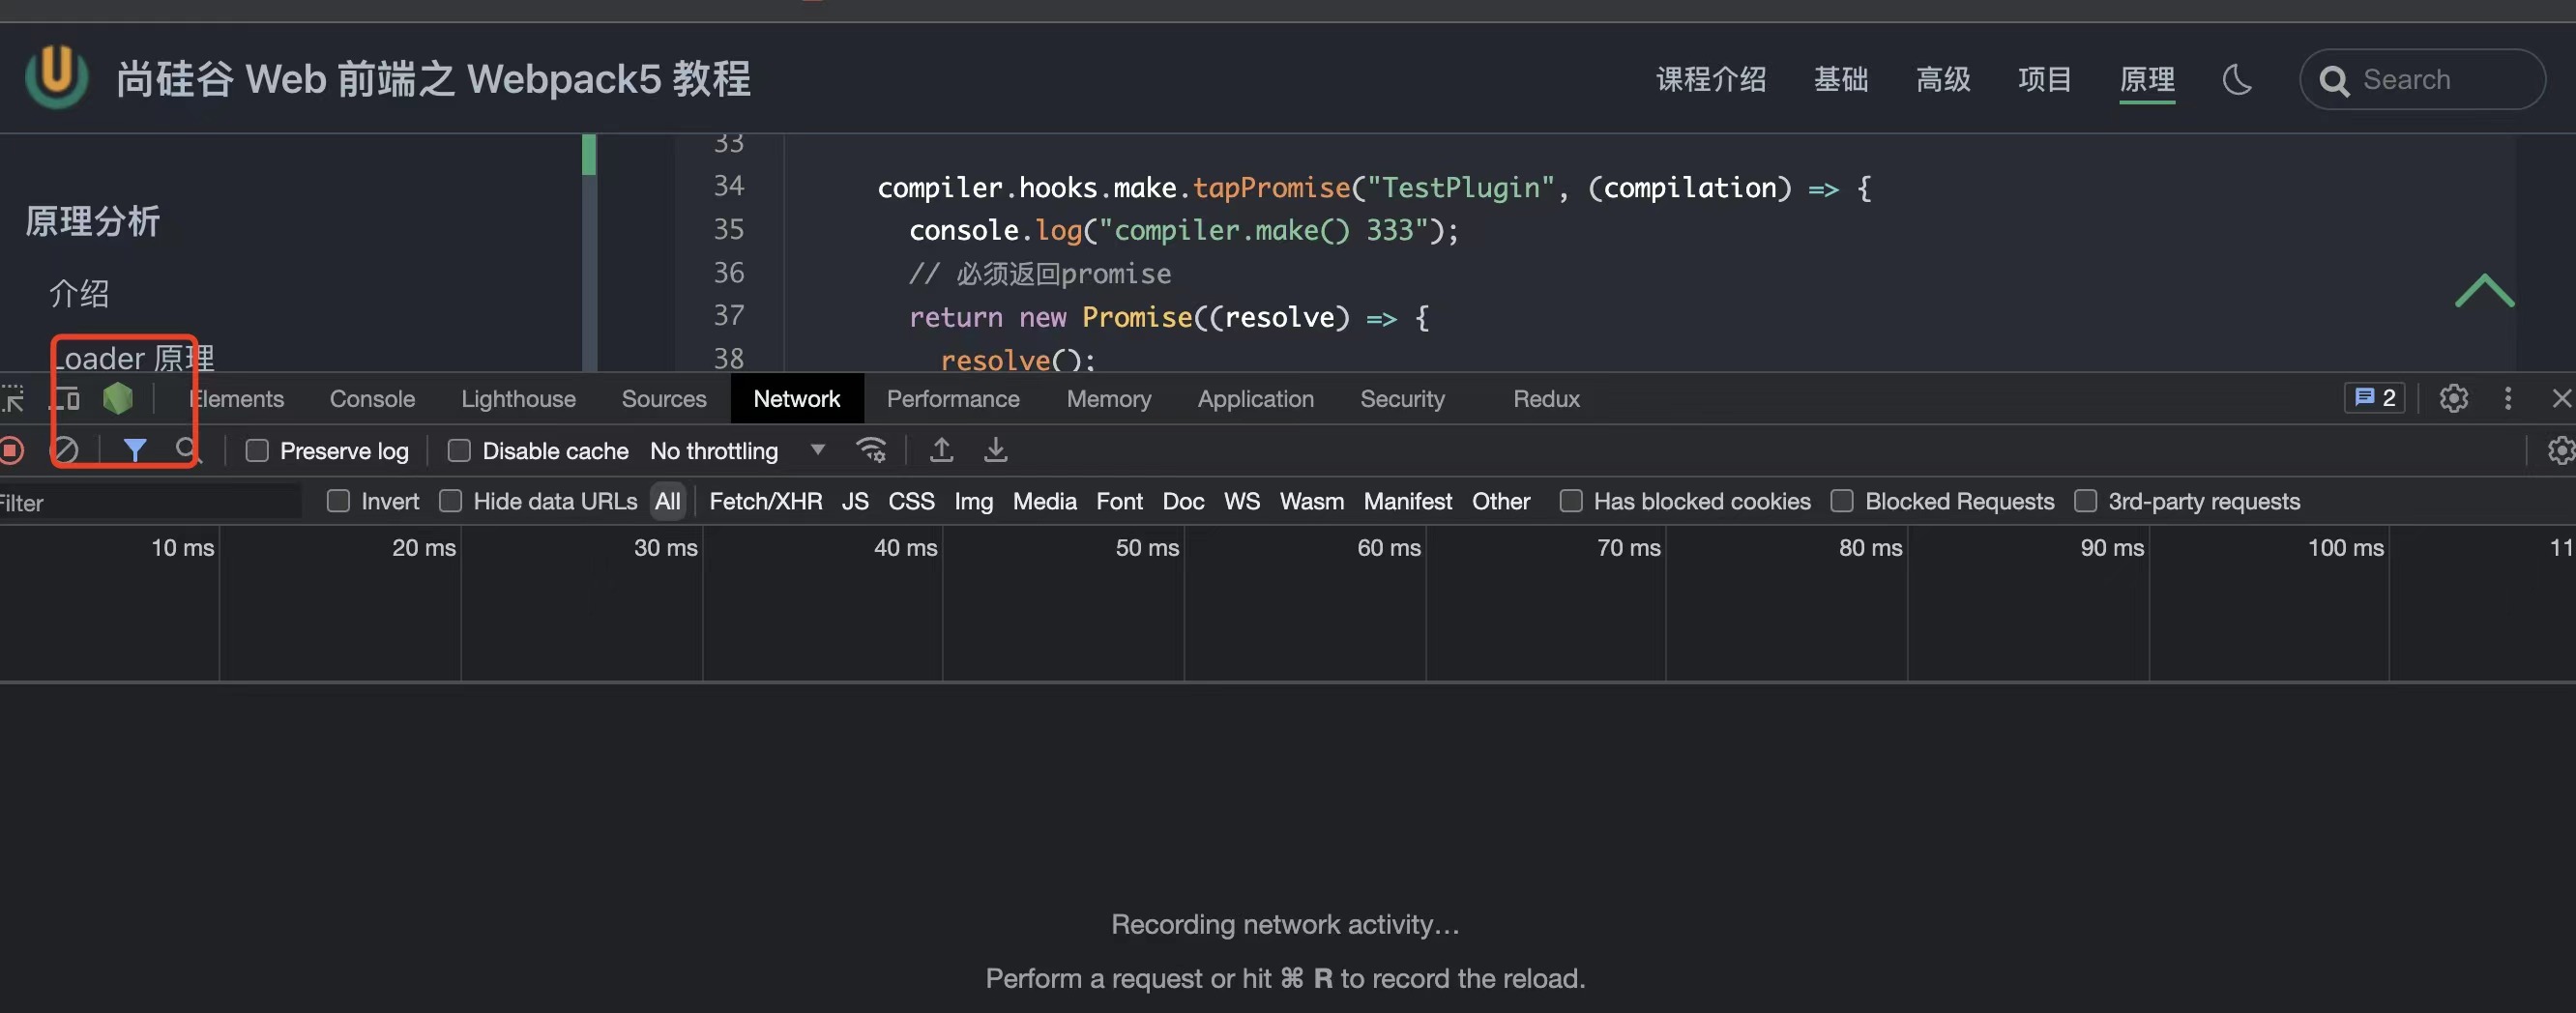 尚硅谷 Web 前端之 Webpack5 教程
课程介绍 基础 高级 项目 原理 Search
原理分析
介绍
Loader 原理
33
34 compiler.hooks.make.tapPromise("TestPlugin", (compilation) => {
35 console.log("compiler.make() 333");
36 // 必须返回promise
37 return new Promise((resolve) => {
38 resolve();
Elements Console Lighthouse Sources Network Performance Memory Application Security Redux 2
Preserve log Disable cache No throttling
Filter Invert Hide data URLs All Fetch/XHR JS CSS Img Media Font Doc WS Wasm Manifest Other Has blocked cookies Blocked Requests 3rd-party requests
10 ms 20 ms 30 ms 40 ms 50 ms 60 ms 70 ms 80 ms 90 ms 100 ms 11
Recording network activity…
Perform a request or hit ⌘ R to record the reload.